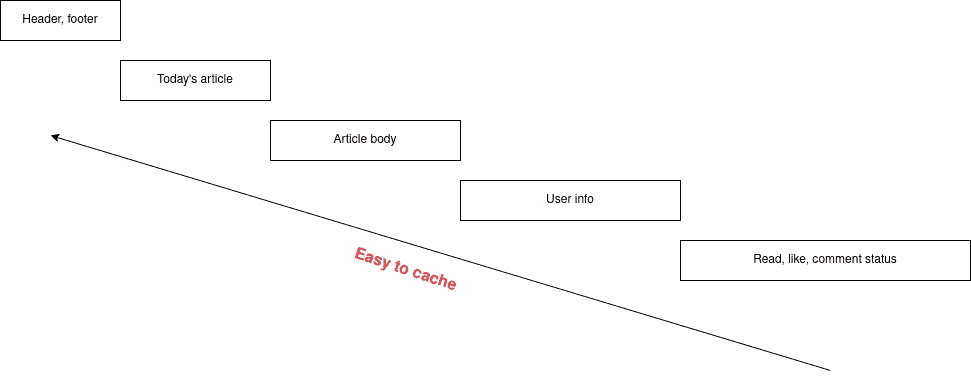 Header, footer
Today's article
Article body
User info
Easy to cache
Read, like, comment status